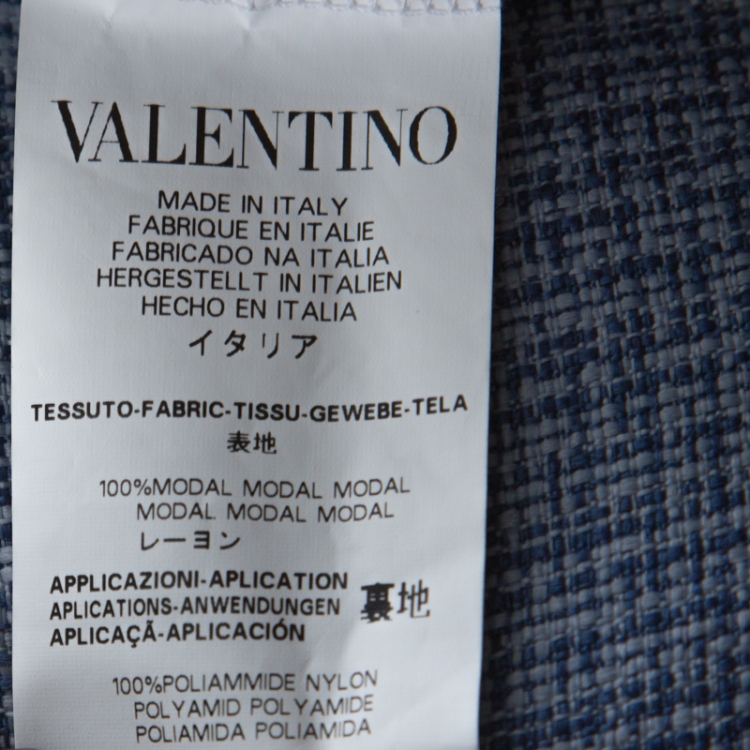 VALENTINO
MADE IN ITALY
FABRIQUE EN ITALIE
FABRICADO NA ITALIA
HERGESTELLT IN ITALIEN
HECHO EN ITALIA
イタリア
TESSUTO-FABRIC-TISSU-GEWEBE-TELA
表地
100%MODAL MODAL MODAL
MODAL MODAL MODAL
レーヨン
APPLICAZIONI-APLICATION
APLICATIONS-ANWENDUNGEN
APLICAÇÃ-APLICACIÓN
裏地
100%POLIAMMIDE NYLON
POLYAMID POLYAMIDE
POLIAMIDA POLIAMIDA